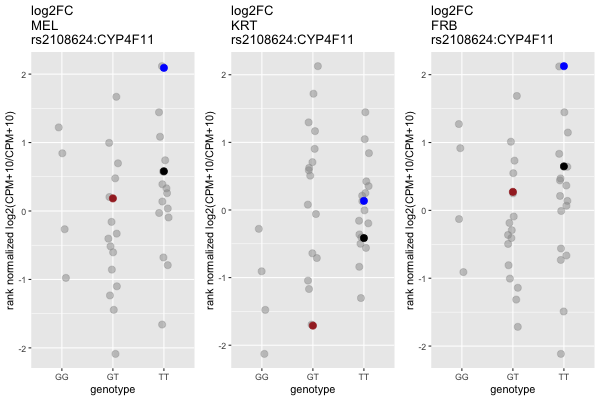 log2FC
MEL
rs2108624:CYP4F11
rank normalized log2(CPM+10/CPM+10)
2
1
0
-1
-2
GG GT TT
genotype
log2FC
KRT
rs2108624:CYP4F11
rank normalized log2(CPM+10/CPM+10)
2
1
0
-1
-2
GG GT TT
genotype
log2FC
FRB
rs2108624:CYP4F11
rank normalized log2(CPM+10/CPM+10)
2
1
0
-1
-2
GG GT TT
genotype